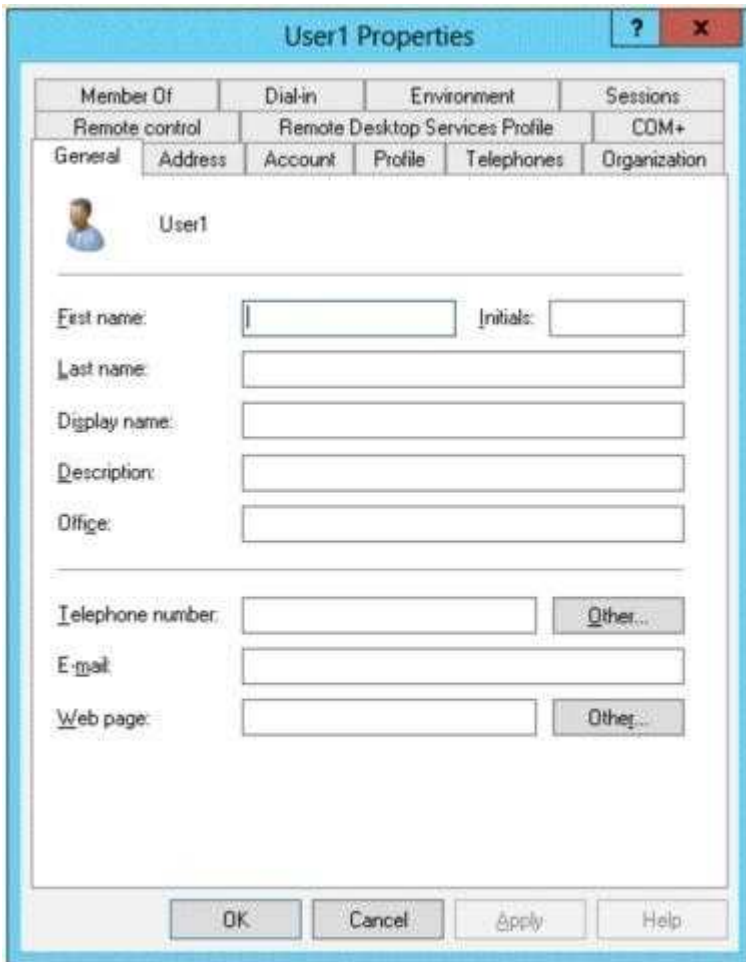 User1 Properties
? x
Member Of Dial-in Environment Sessions
Remote control Remote Desktop Services Profile COM+
General Address Account Profile Telephones Organization
User1
First name: Initials:
Last name:
Display name:
Description:
Office:
Telephone number: Other...
E-mail:
Web page: Other...
OK Cancel Apply Help